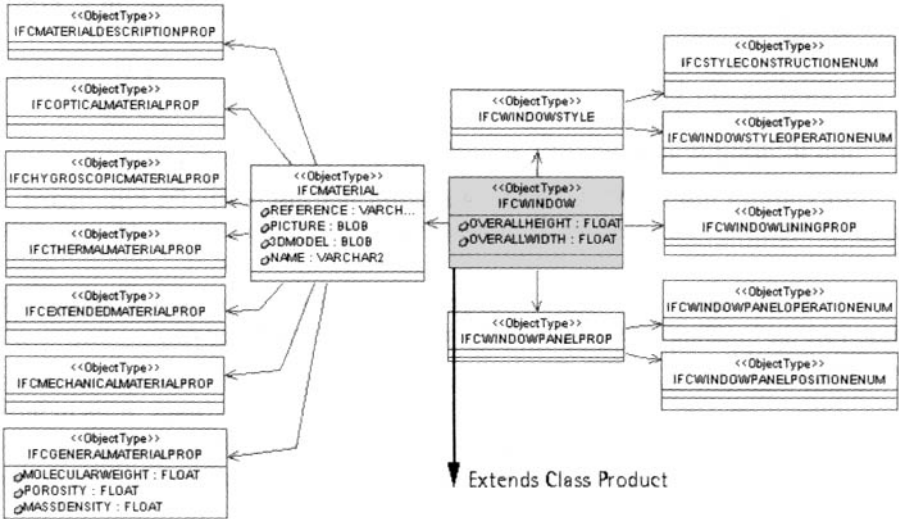 <<ObjectType>>
IFCMATERIALDESCRIPTIONPROP
<<ObjectType>>
IFCOPTICALMATERIALPROP
<<ObjectType>>
IFCHYGROSCOPICMATERIALPROP
<<ObjectType>>
IFCTHERMALMATERIALPROP
<<ObjectType>>
IFCEXTENDEDMATERIALPROP
<<ObjectType>>
IFCMECHANICALMATERIALPROP
<<ObjectType>>
IFCGENERALMATERIALPROP
MOLECULARWEIGHT : FLOAT
POROSITY : FLOAT
MASSDENSITY : FLOAT
<<ObjectType>>
IFCMATERIAL
REFERENCE : VARCH...
PICTURE : BLOB
3DMODEL : BLOB
NAME : VARCHAR2
<<ObjectType>>
IFCWINDOWSTYLE
<<ObjectType>>
IFCWINDOW
OVERALLHEIGHT : FLOAT
OVERALLWIDTH : FLOAT
<<ObjectType>>
IFCWINDOWPANELPROP
<<ObjectType>>
IFCSTYLECONSTRUCTIONENUM
<<ObjectType>>
IFCWINDOWSTYLEOPERATIONENUM
<<ObjectType>>
IFCWINDOWLININGPROP
<<ObjectType>>
IFCWINDOWPANELOPERATIONENUM
<<ObjectType>>
IFCWINDOWPANELPOSITIONENUM
Extends Class Product